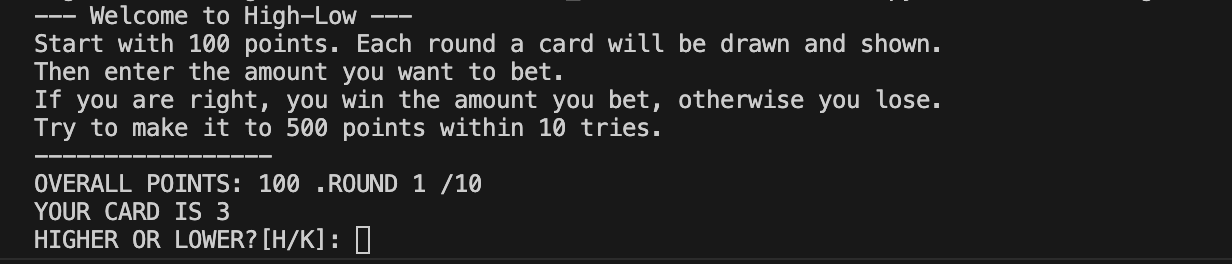 --- Welcome to High-Low ---
Start with 100 points. Each round a card will be drawn and shown.
Then enter the amount you want to bet.
If you are right, you win the amount you bet, otherwise you lose.
Try to make it to 500 points within 10 tries.
-----------------
OVERALL POINTS: 100 .ROUND 1 /10
YOUR CARD IS 3
HIGHER OR LOWER?[H/K]: